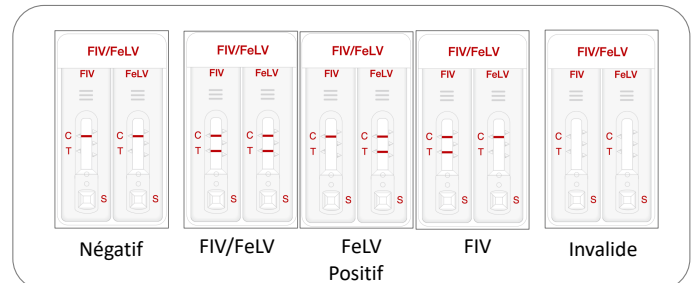 FIV/FeLV FIV/FeLV FIV/FeLV FIV/FeLV FIV/FeLV
FIV FeLV FIV FeLV FIV FeLV FIV FeLV FIV FeLV
C C C C C
T T T T T
S S S S S S S S S S
Négatif FIV/FeLV FeLV FIV Invalide
Positif